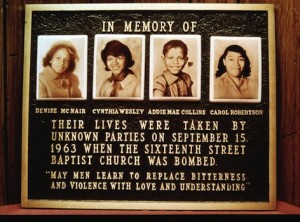 IN MEMORY OF
DENISE MCNAIR CYNTHIA WESLEY ADDIE MAE COLLINS CAROL ROBERTSON
THEIR LIVES WERE TAKEN BY
UNKNOWN PARTIES ON SEPTEMBER 15,
1963 WHEN THE SIXTEENTH STREET
BAPTIST CHURCH WAS BOMBED.
"MAY MEN LEARN TO REPLACE BITTERNESS
AND VIOLENCE WITH LOVE AND UNDERSTANDING"